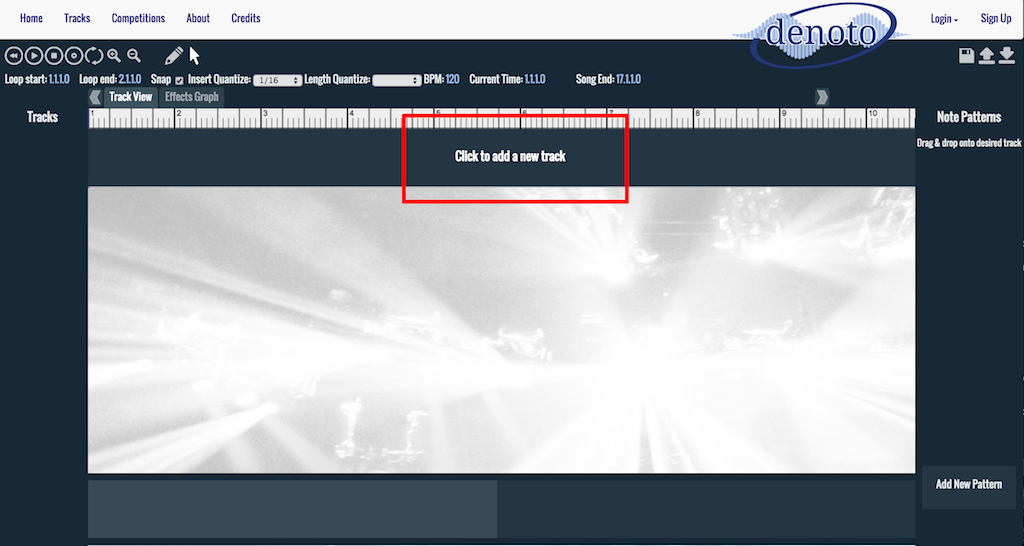 Home Tracks Competitions About Credits denoto Login Sign Up
Loop start: 1.1.1.0 Loop end: 2.1.1.0 Snap Insert Quantize: 1/16 Length Quantize: BPM: 120 Current Time: 1.1.1.0 Song End: 17.1.1.0
Track View Effects Graph
Tracks 1 2 3 4 5 6 7 8 9 10 Note Patterns
Drag & drop onto desired track
Click to add a new track
Add New Pattern